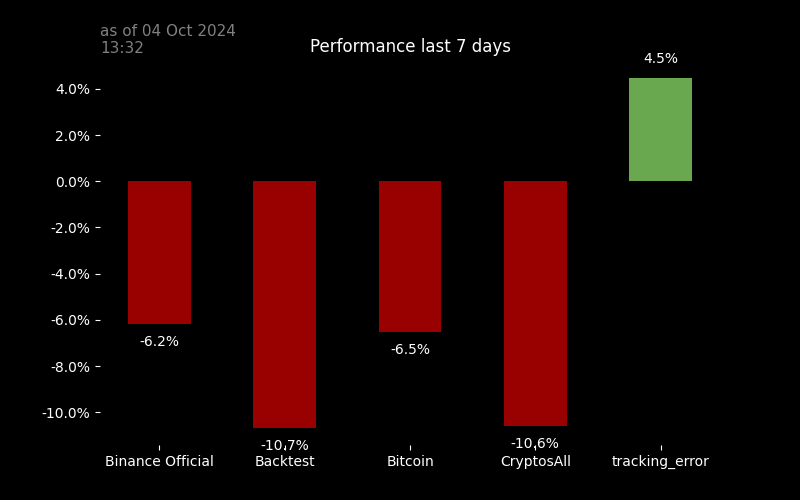 as of 04 Oct 2024
13:32
Performance last 7 days
4.5%
4.0%
2.0%
0.0%
-2.0%
-4.0%
-6.0%
-6.2%
-6.5%
-8.0%
-10.0%
-10.7%
-10.6%
Binance Official
Backtest
Bitcoin
CryptosAll
tracking_error